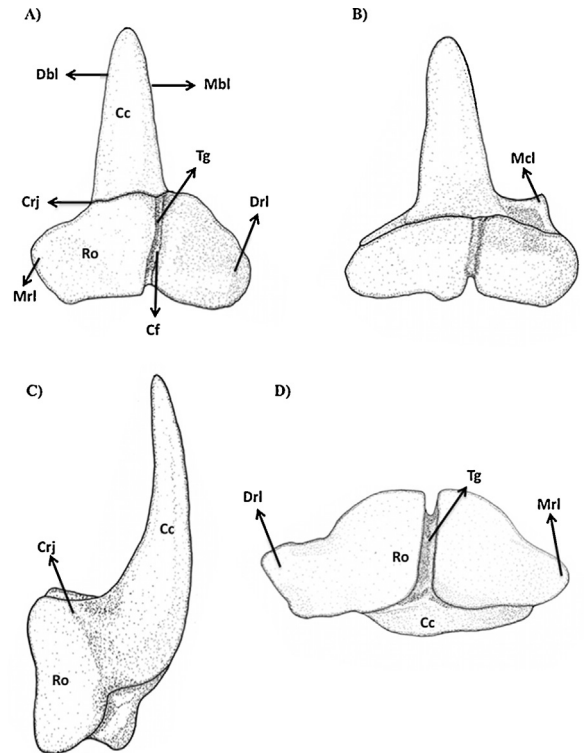 A)
B)
Dbl
Mbl
Cc
Tg
Mcl
Crj
Drl
Ro
Mrl
Cf
C)
D)
Tg
Drl
Mrl
Cc
Crj
Ro
Cc
Ro